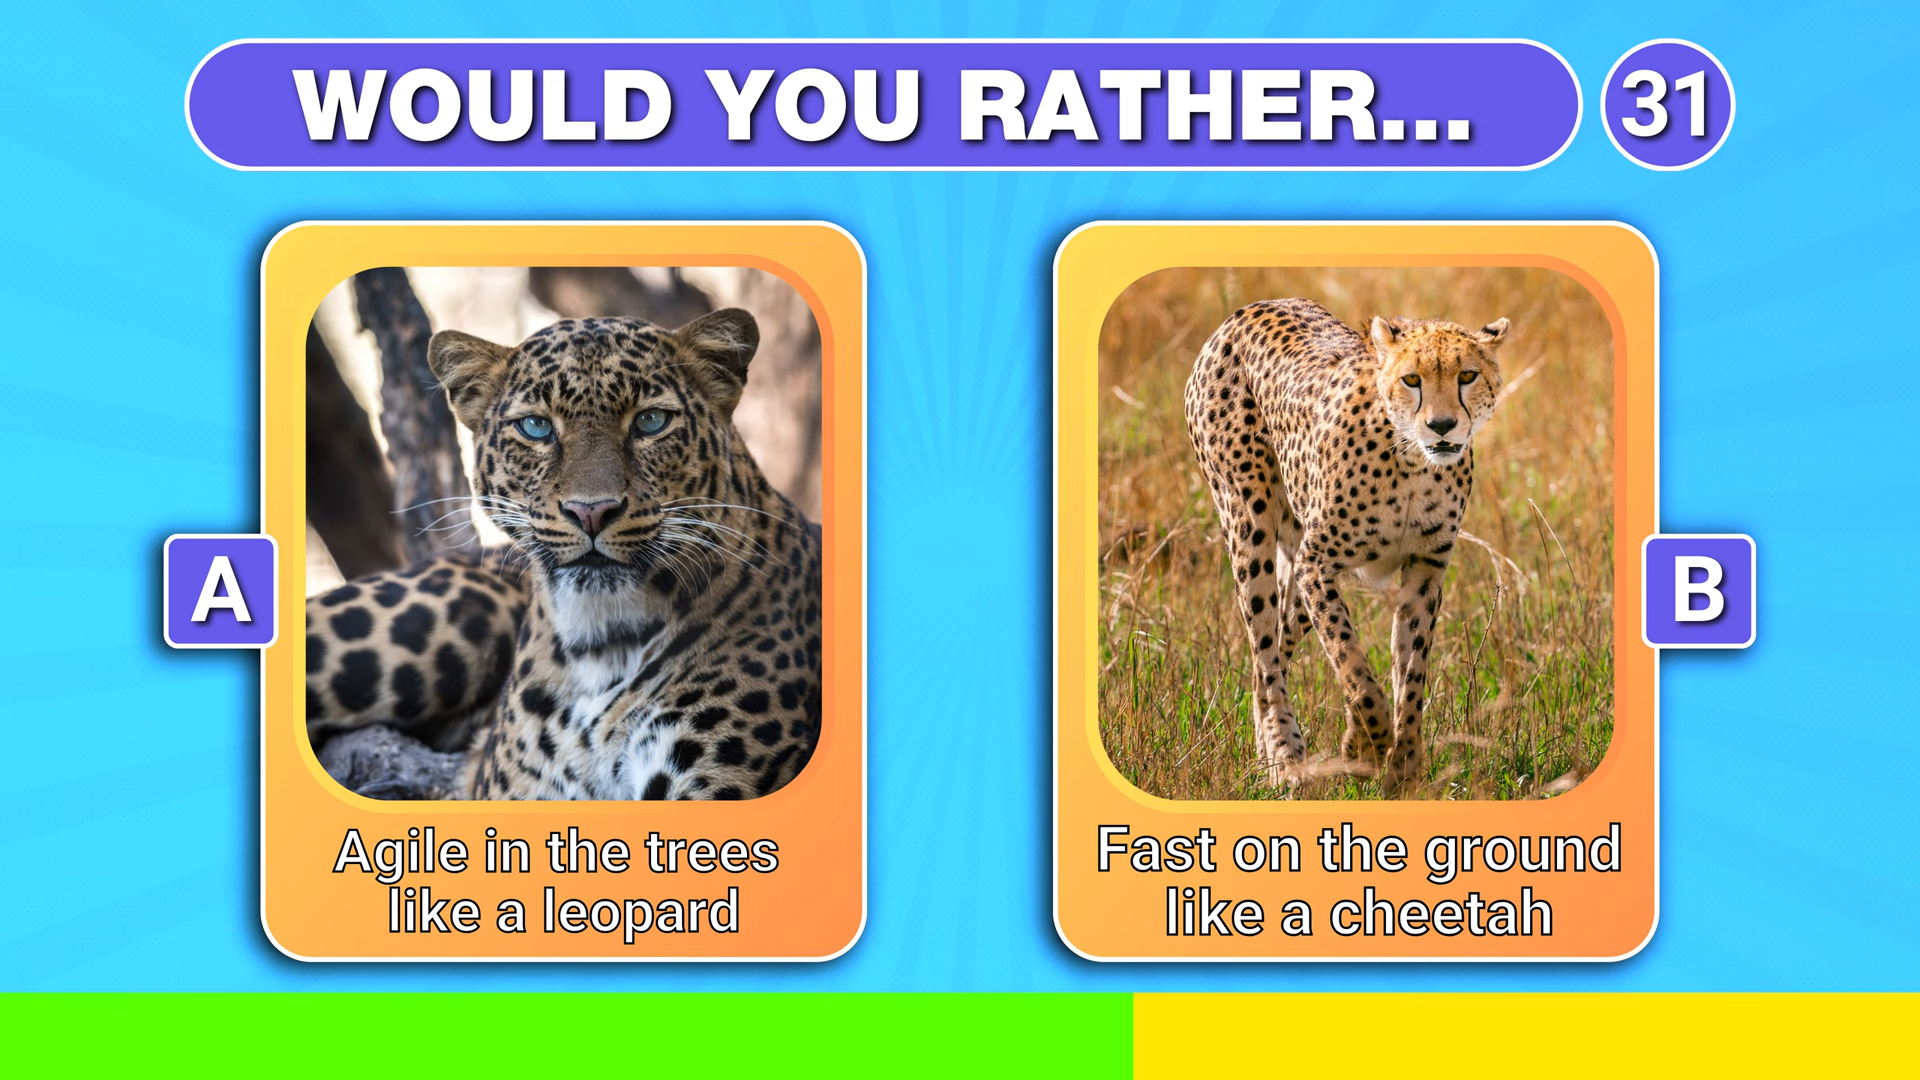 WOULD YOU RATHER...
31
A
Agile in the trees
like a leopard
B
Fast on the ground
like a cheetah